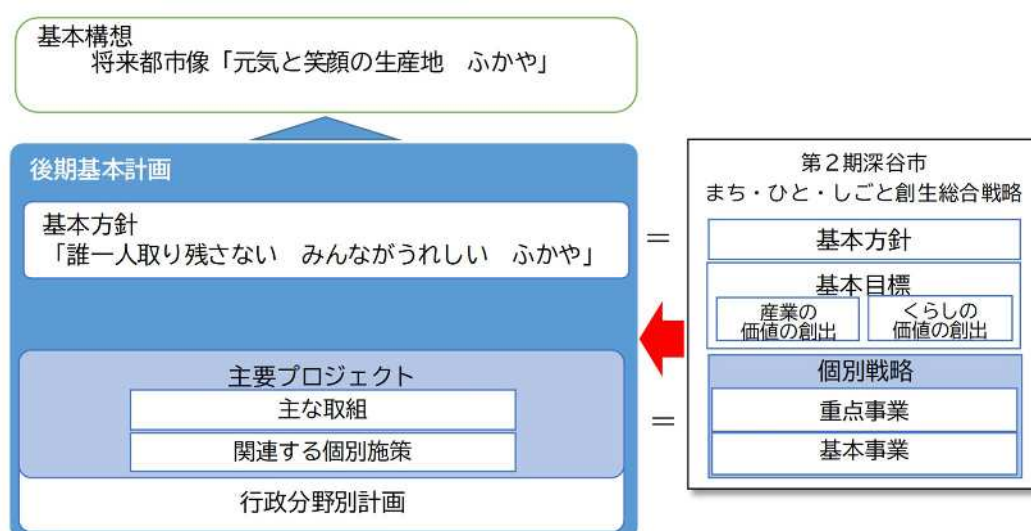 基本構想
将来都市像「元気と笑顔の生産地　ふかや」
後期基本計画
基本方針
「誰一人取り残さない　みんながうれしい　ふかや」
主要プロジェクト
主な取組
関連する個別施策
行政分野別計画
＝
＝
第２期深谷市
まち・ひと・しごと創生総合戦略
基本方針
基本目標
産業の
価値の創出
くらしの
価値の創出
個別戦略
重点事業
基本事業